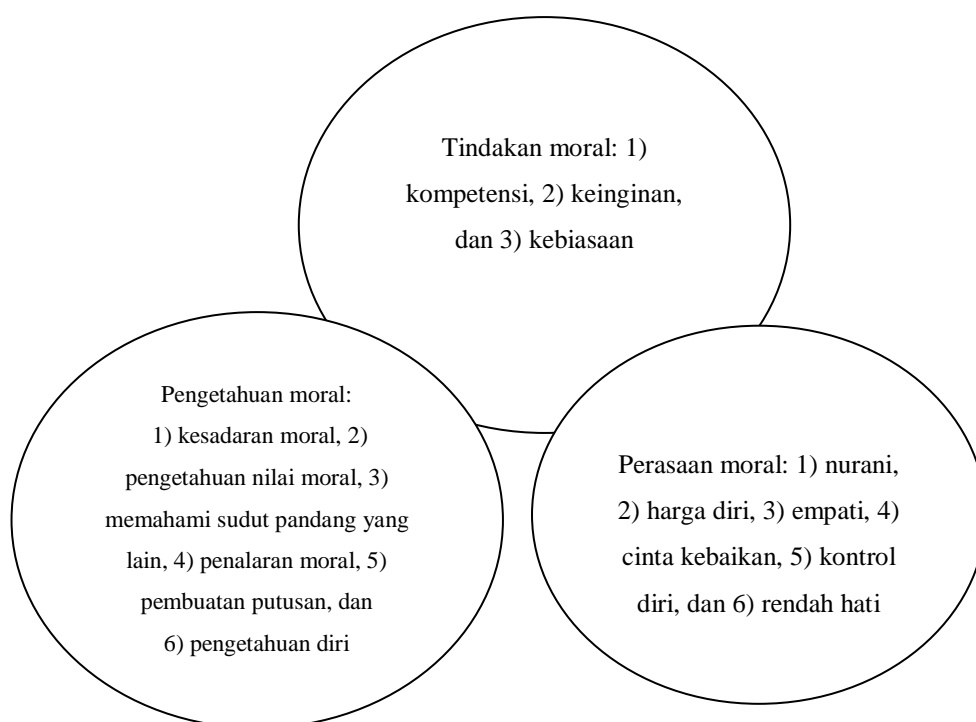 Tindakan moral: 1)
kompetensi, 2) keinginan,
dan 3) kebiasaan
Pengetahuan moral:
1) kesadaran moral, 2)
pengetahuan nilai moral, 3)
memahami sudut pandang yang
lain, 4) penalaran moral, 5)
pembuatan putusan, dan
6) pengetahuan diri
Perasaan moral: 1) nurani,
2) harga diri, 3) empati, 4)
cinta kebaikan, 5) kontrol
diri, dan 6) rendah hati